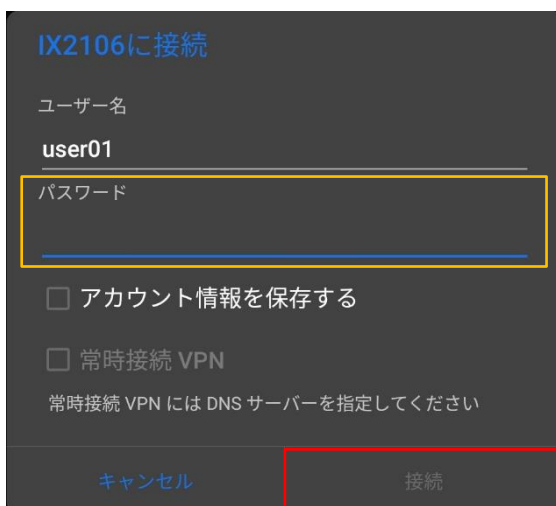 IX2106に接続
ユーザー名
user01
パスワード
アカウント情報を保存する
常時接続 VPN
常時接続 VPN には DNS サーバーを指定してください
キャンセル
接続